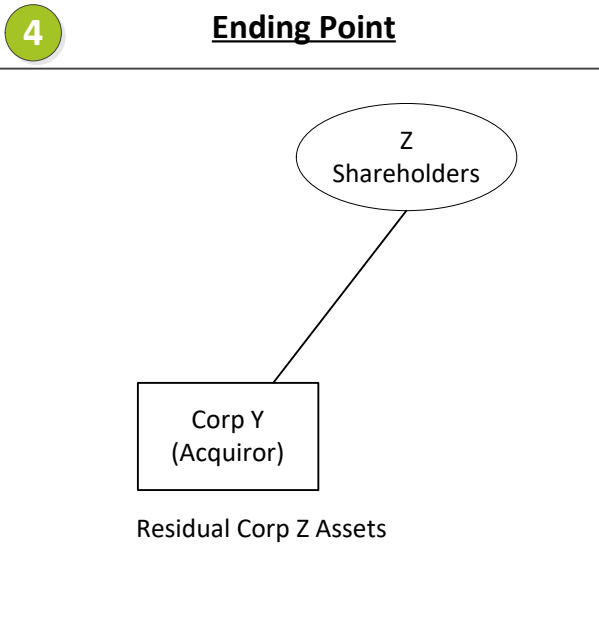 4
Ending Point
Z
Shareholders
Corp Y
(Acquiror)
Residual Corp Z Assets